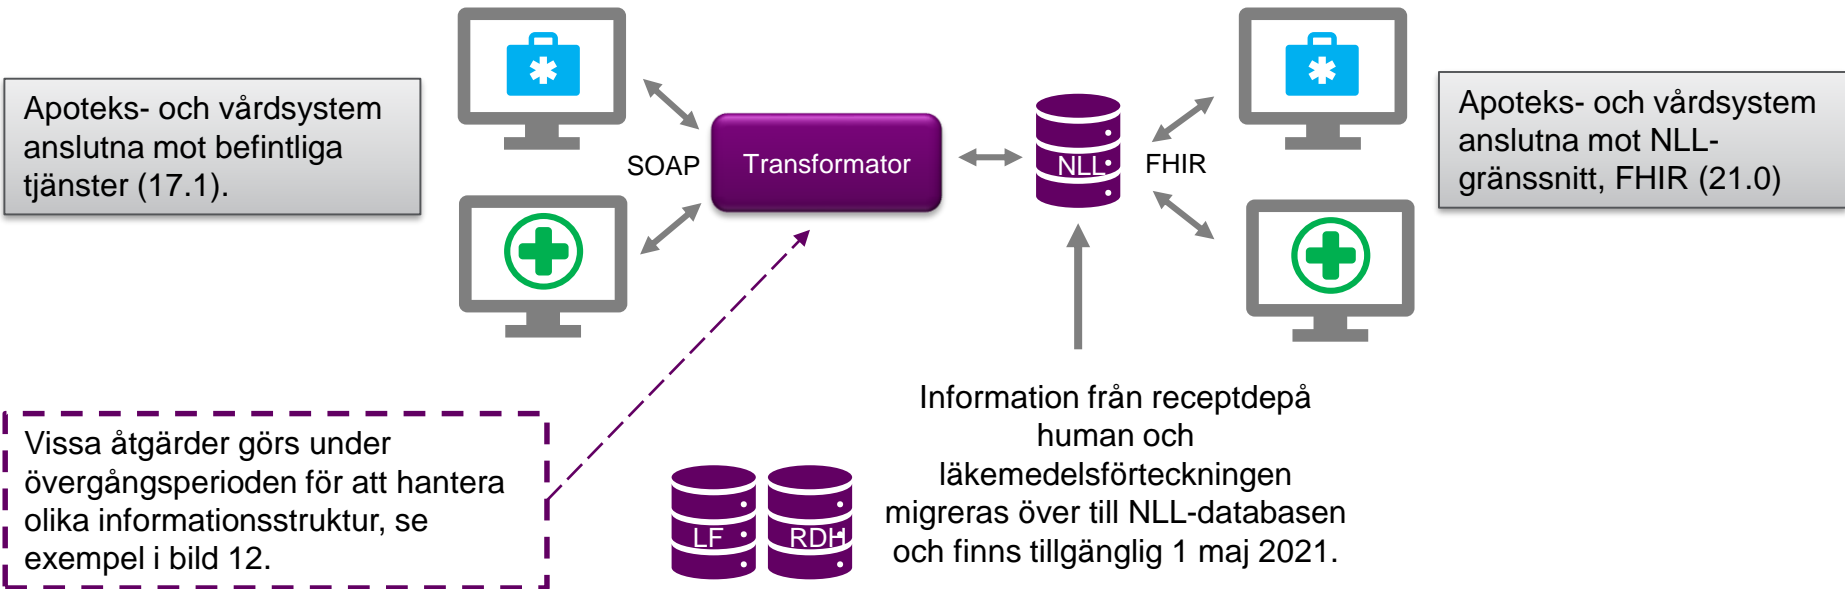 Apoteks- och vårdsystem
anslutna mot befintliga
tjänster (17.1).
SOAP
Transformator
NLL
FHIR
Apoteks- och vårdsystem
anslutna mot NLL-
gränssnitt, FHIR (21.0)
Vissa åtgärder görs under
övergångsperioden för att hantera
olika informationsstruktur, se
exempel i bild 12.
LF
RDH
Information från receptdepå
human och
läkemedelsförteckningen
migreras över till NLL-databasen
och finns tillgänglig 1 maj 2021.